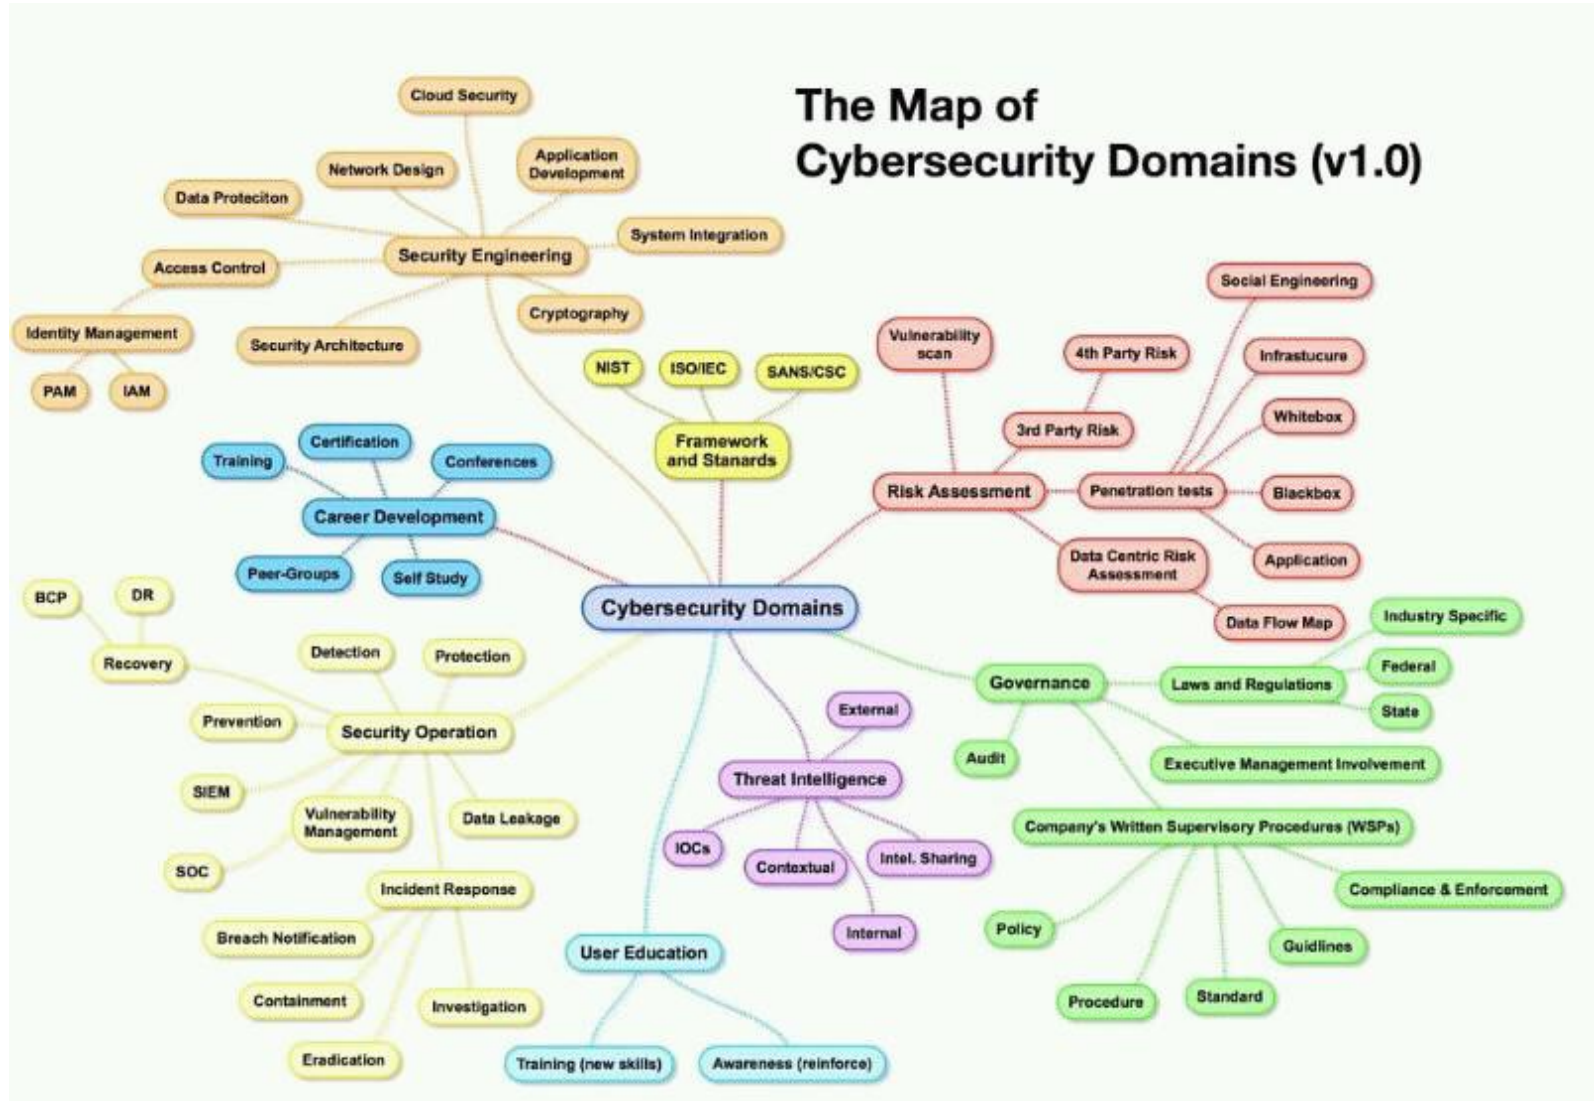 The Map of
Cybersecurity Domains (v1.0)
Cloud Security
Network Design
Application
Development
Data Proteciton
System Integration
Security Engineering
Access Control
Cryptography
Identity Management
Security Architecture
PAM
IAM
NIST
ISO/IEC
SANS/CSC
Framework
and Stanards
Training
Certification
Conferences
Career Development
Peer-Groups
Self Study
Social Engineering
Vulnerability
scan
4th Party Risk
Infrastucure
3rd Party Risk
Whitebox
Risk Assessment
Penetration tests
Blackbox
Data Centric Risk
Assessment
Application
Data Flow Map
Cybersecurity Domains
BCP
DR
Recovery
Detection
Protection
Prevention
Security Operation
SIEM
Vulnerability
Management
Data Leakage
SOC
Incident Response
Breach Notification
Containment
Investigation
Eradication
External
Threat Intelligence
IOCs
Contextual
Intel. Sharing
Internal
User Education
Training (new skills)
Awareness (reinforce)
Industry Specific
Governance
Laws and Regulations
Federal
State
Audit
Executive Management Involvement
Company's Written Supervisory Procedures (WSPs)
Compliance & Enforcement
Policy
Guidlines
Procedure
Standard